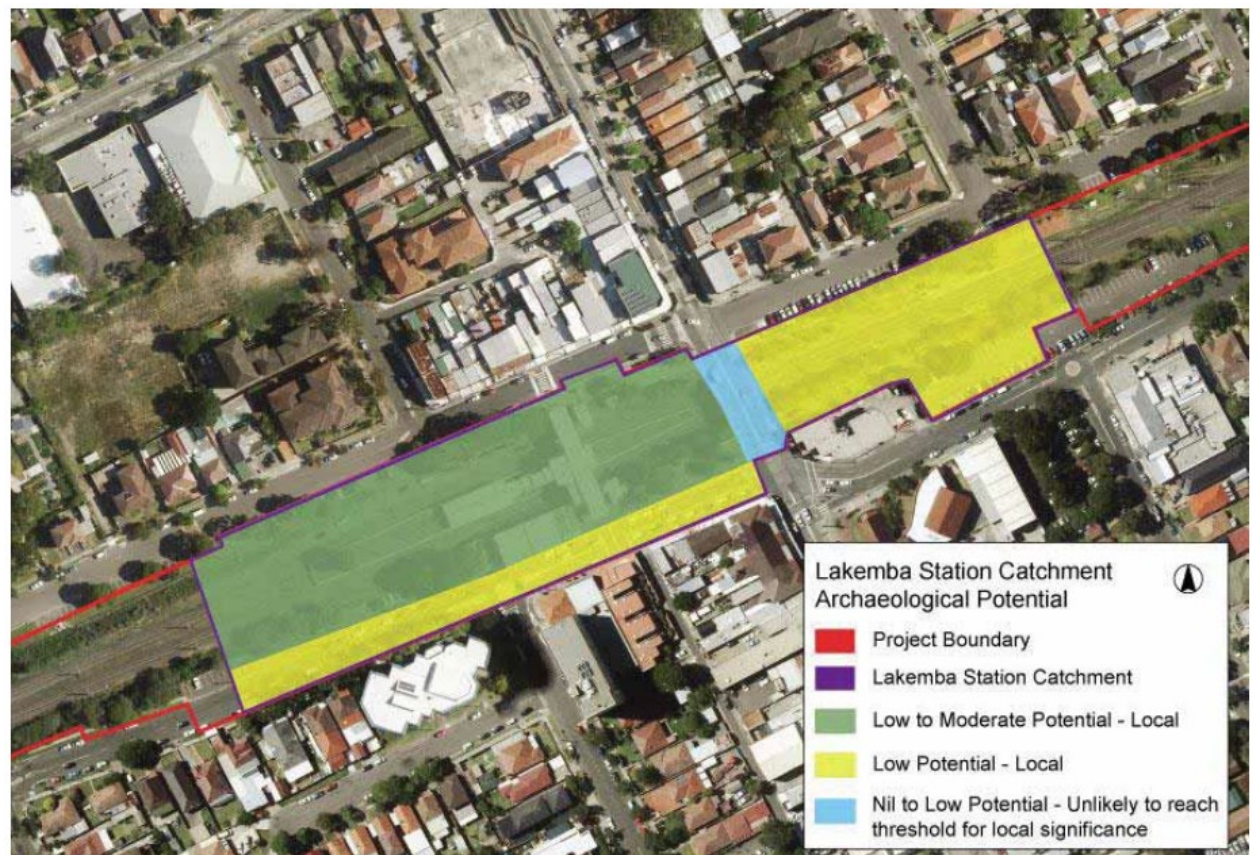 Lakemba Station Catchment
Archaeological Potential
Project Boundary
Lakemba Station Catchment
Low to Moderate Potential - Local
Low Potential - Local
Nil to Low Potential - Unlikely to reach
threshold for local significance